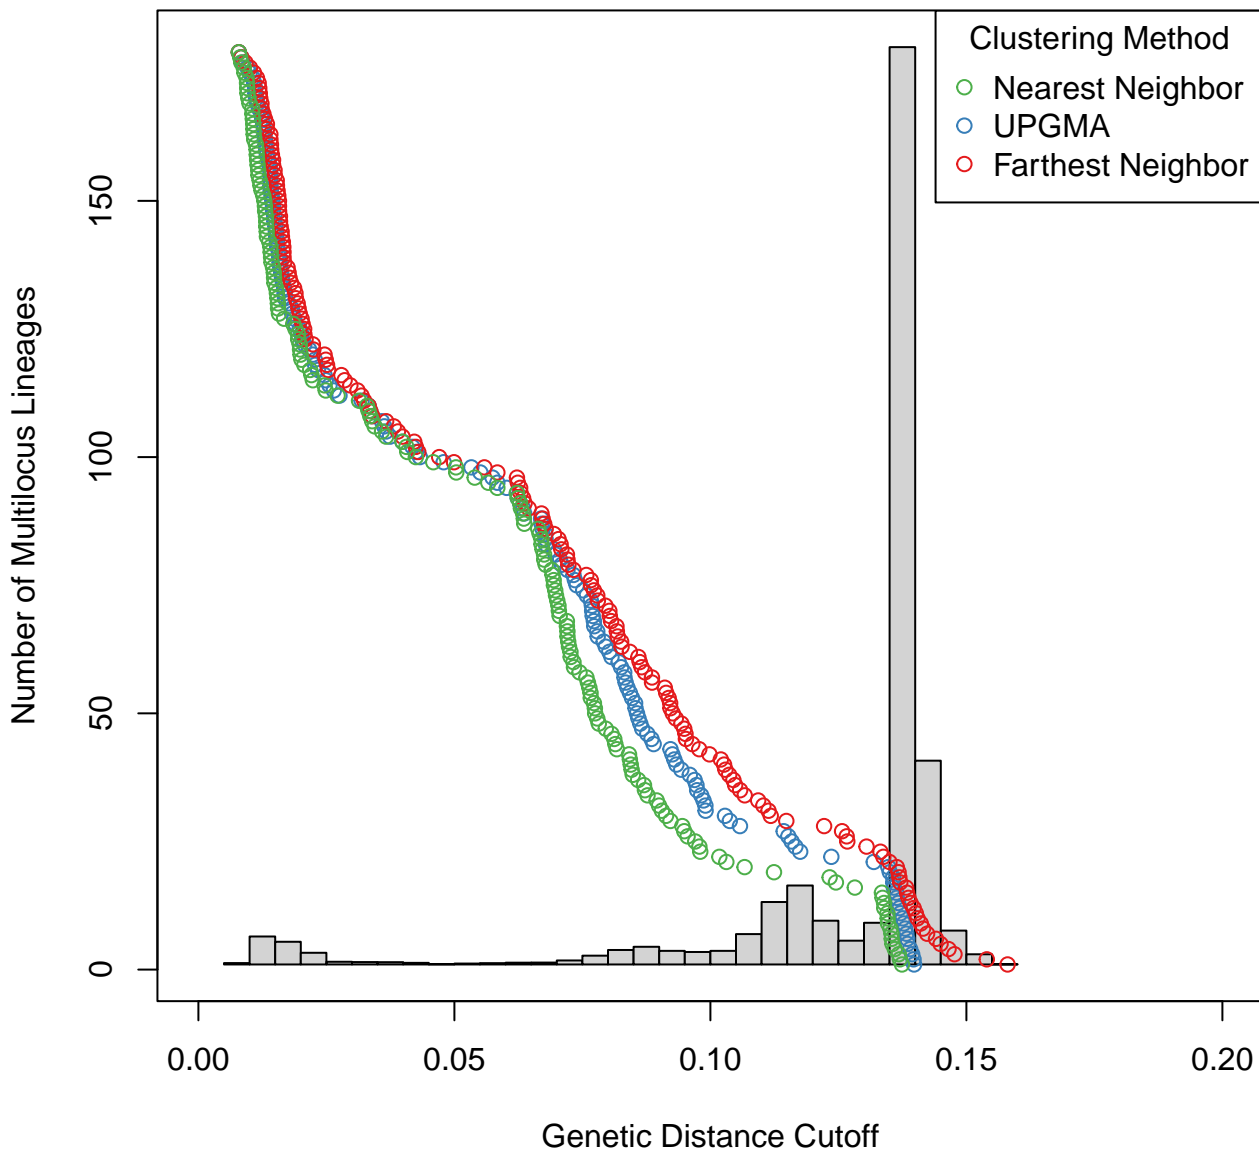 Clustering Method
Nearest Neighbor
UPGMA
Farthest Neighbor
Number of Multilocus Lineages
150
100
50
0
0.00
0.05
0.10
0.15
0.20
Genetic Distance Cutoff